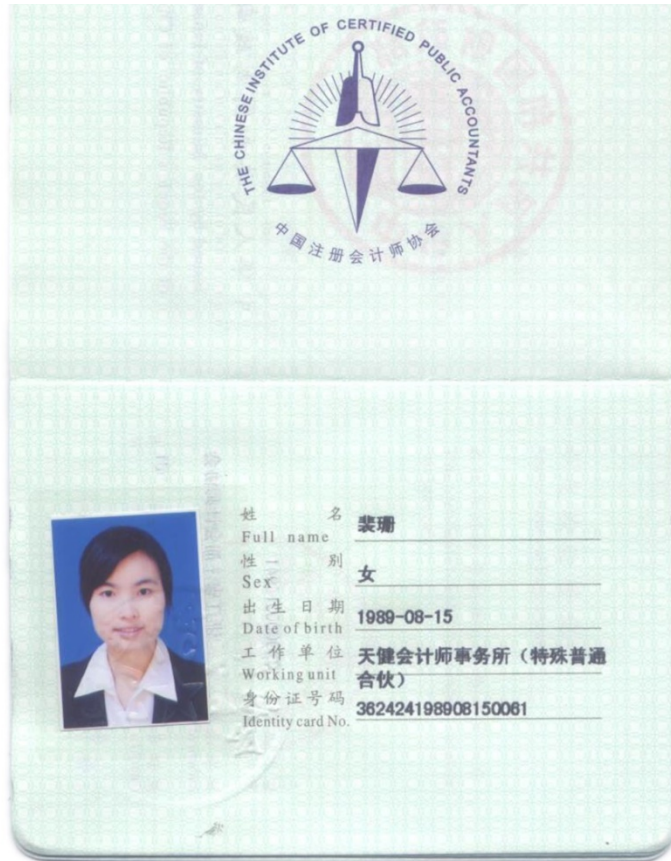 THE CHINESE INSTITUTE OF CERTIFIED PUBLIC ACCOUNTANTS
中国注册会计师协会
姓 名
Full name
裴珊
性 别
Sex
女
出生日期
Date of birth
1989-08-15
工作单位
Working unit
天健会计师事务所（特殊普通
合伙）
身份证号码
Identity card No.
362424198908150061